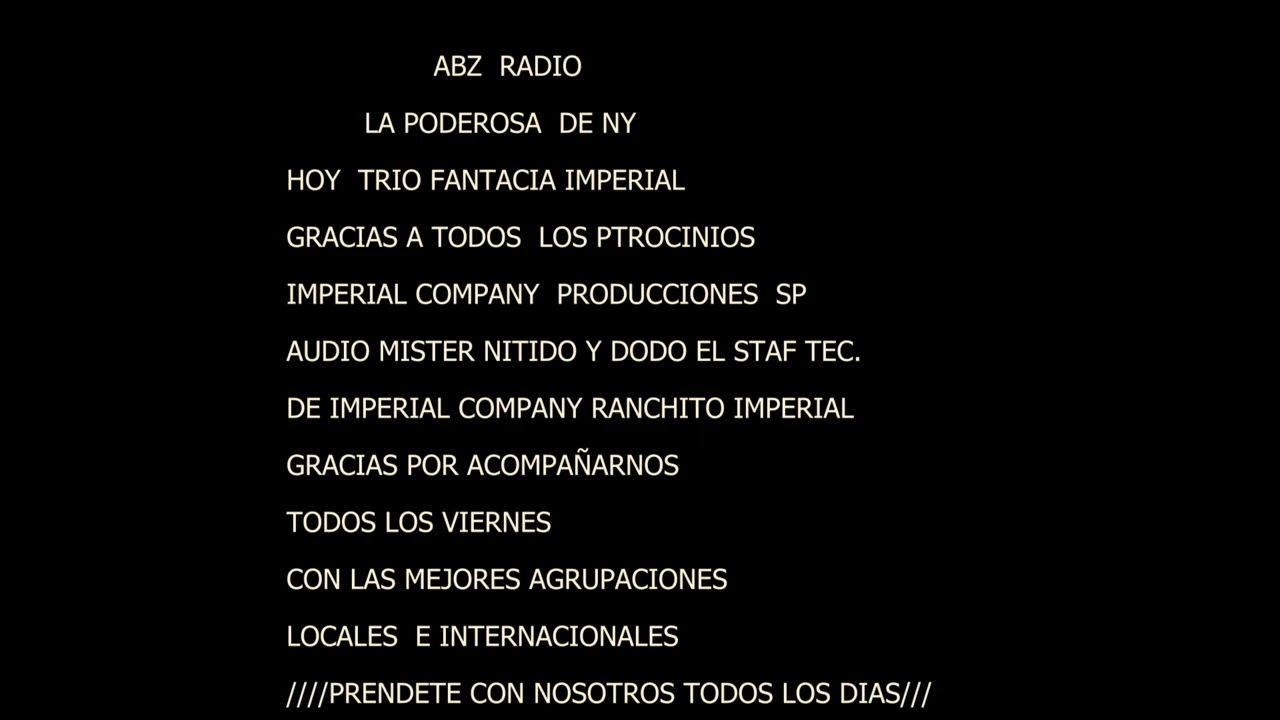 ABZ  RADIO
LA PODEROSA  DE NY
HOY  TRIO FANTACIA IMPERIAL
GRACIAS A TODOS  LOS PTROCINIOS
IMPERIAL COMPANY  PRODUCCIONES  SP
AUDIO MISTER NITIDO Y DODO EL STAF TEC.
DE IMPERIAL COMPANY RANCHITO IMPERIAL
GRACIAS POR ACOMPAÑARNOS
TODOS LOS VIERNES
CON LAS MEJORES AGRUPACIONES
LOCALES  E INTERNACIONALES
////PRENDETE CON NOSOTROS TODOS LOS DIAS///